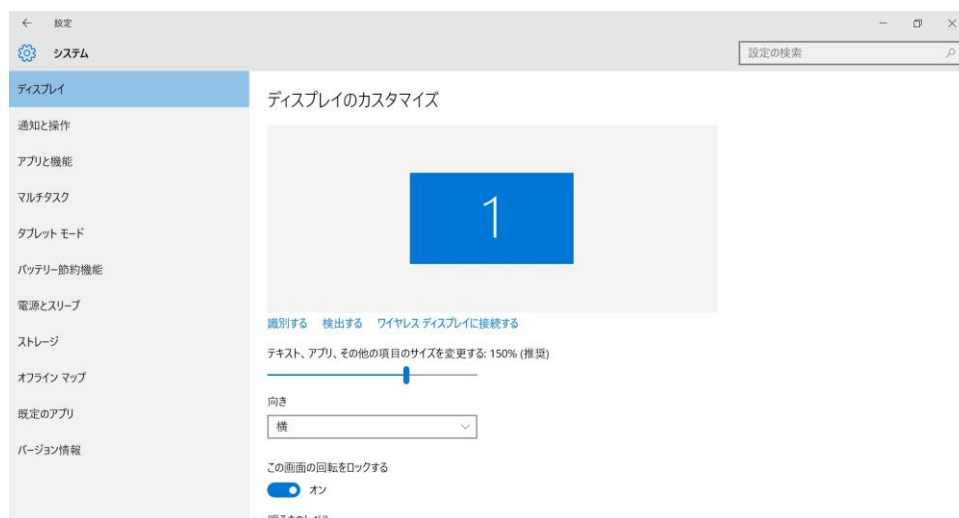 設定
システム
設定の検索
ディスプレイ
通知と操作
アプリと機能
マルチタスク
タブレット モード
バッテリー節約機能
電源とスリープ
ストレージ
オフライン マップ
既定のアプリ
バージョン情報
ディスプレイのカスタマイズ
1
識別する 検出する ワイヤレス ディスプレイに接続する
テキスト、アプリ、その他の項目のサイズを変更する: 150% (推奨)
向き
横
この画面の回転をロックする
オン